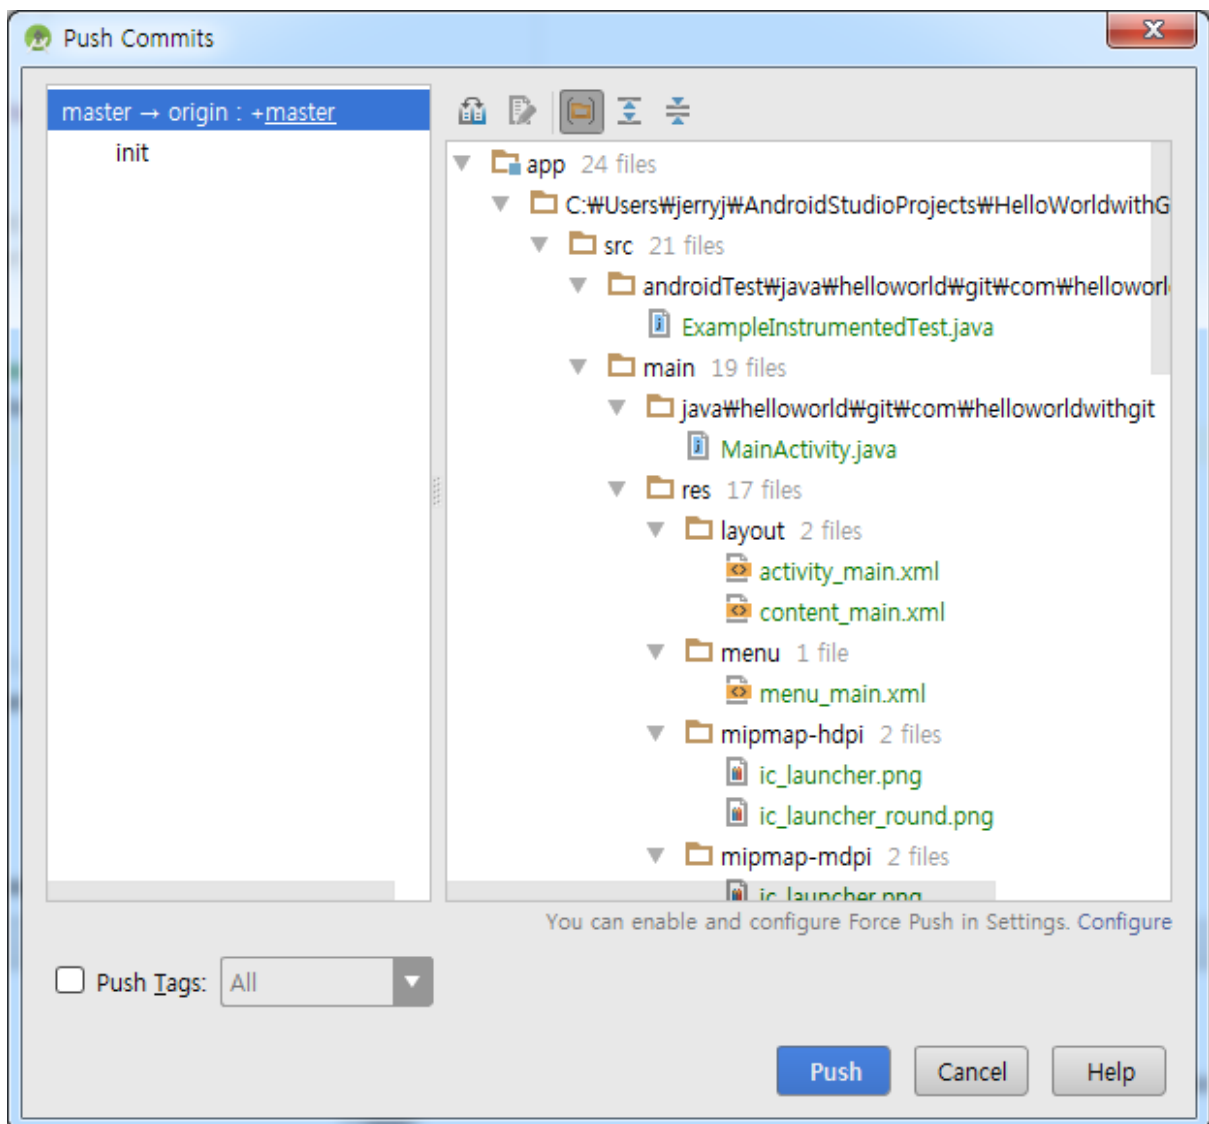 Push Commits
master → origin : +master
init
app 24 files
C:₩Users₩jerryj₩AndroidStudioProjects₩HelloWorldwithG
src 21 files
androidTest₩java₩helloworld₩git₩com₩helloworl
ExampleInstrumentedTest.java
main 19 files
java₩helloworld₩git₩com₩helloworldwithgit
MainActivity.java
res 17 files
layout 2 files
activity_main.xml
content_main.xml
menu 1 file
menu_main.xml
mipmap-hdpi 2 files
ic_launcher.png
ic_launcher_round.png
mipmap-mdpi 2 files
ic_launcher.png
You can enable and configure Force Push in Settings. Configure
Push Tags: All
Push Cancel Help